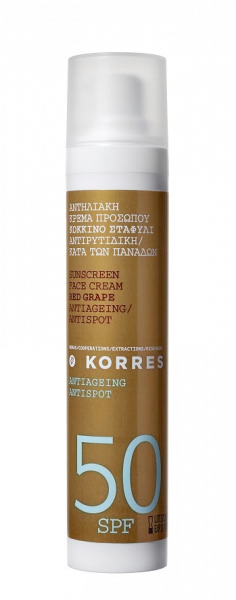 ΑΝΤΗΛΙΑΚΗ
ΚΡΕΜΑ ΠΡΟΣΩΠΟΥ
ΚΟΚΚΙΝΟ ΣΤΑΦΥΛΙ
ΑΝΤΙΡΥΤΙΔΙΚΗ/
ΚΑΤΑ ΤΩΝ ΠΑΝΑΔΩΝ
SUNSCREEN
FACE CREAM
RED GRAPE
ANTIAGEING/
ANTISPOT
KORRES
ANTIAGEING
ANTISPOT
50
SPF